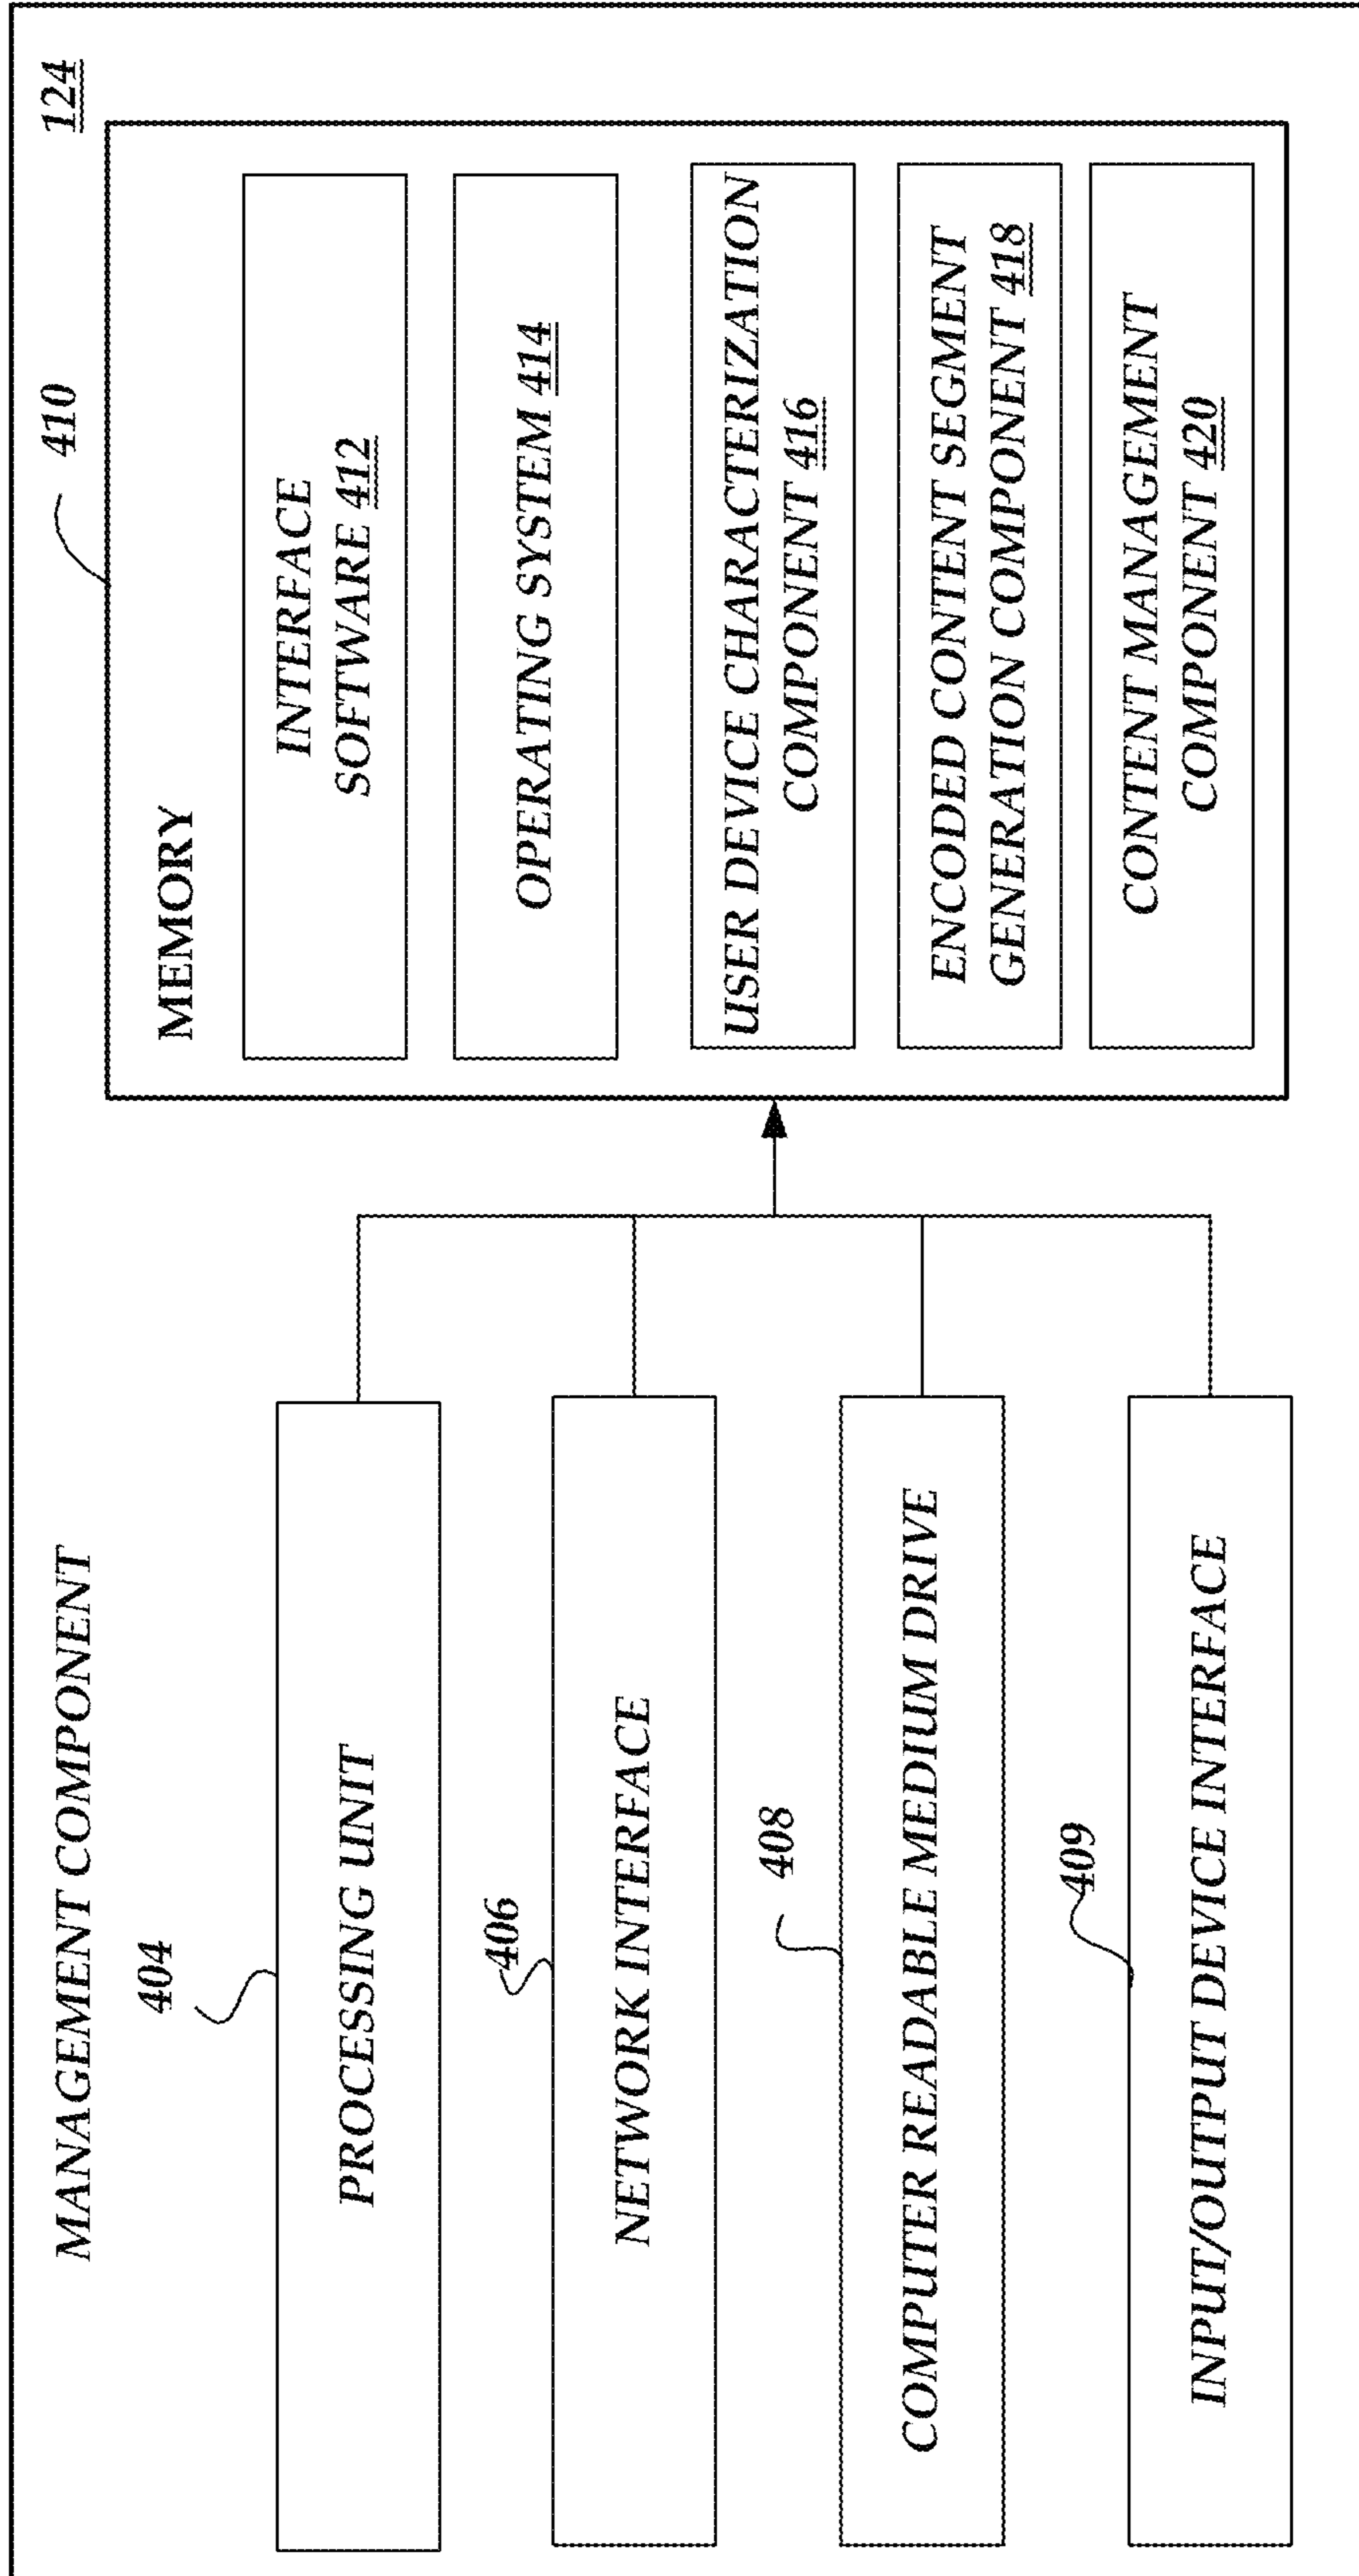 MANAGEMENT COMPONENT
124
404
PROCESSING UNIT
406
NETWORK INTERFACE
408
COMPUTER READABLE MEDIUM DRIVE
409
INPUT/OUTPUT DEVICE INTERFACE
410
MEMORY
INTERFACE
SOFTWARE 412
OPERATING SYSTEM 414
USER DEVICE CHARACTERIZATION
COMPONENT 416
ENCODED CONTENT SEGMENT
GENERATION COMPONENT 418
CONTENT MANAGEMENT
COMPONENT 420